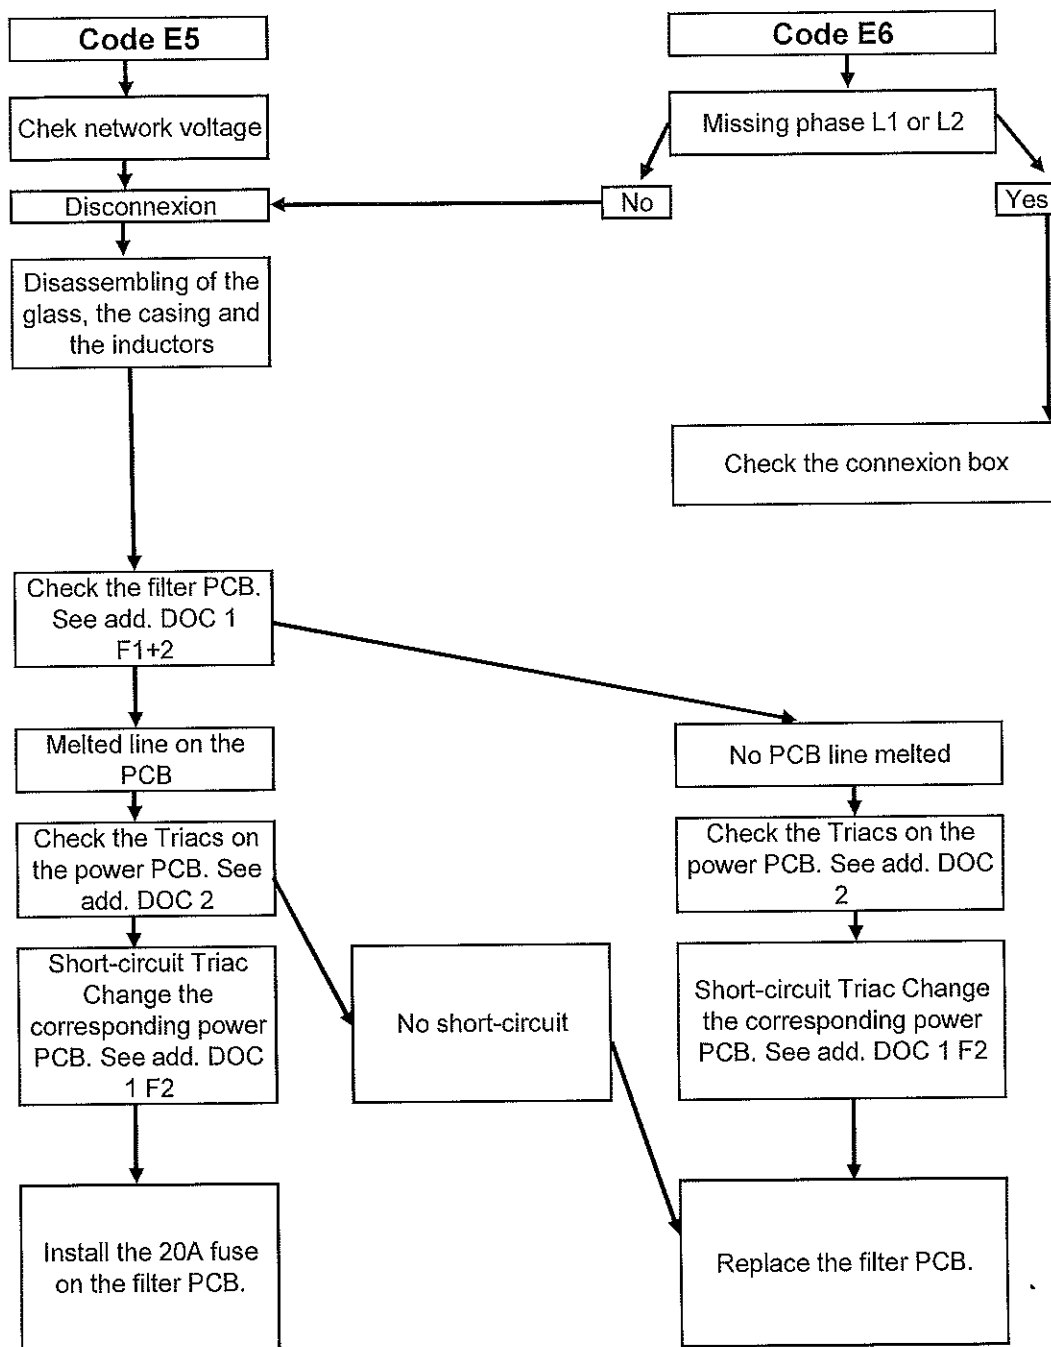 Code E5
Code E6
Chek network voltage
Missing phase L1 or L2
Disconnexion
No
Yes
Disassembling of the
glass, the casing and
the inductors
Check the connexion box
Check the filter PCB.
See add. DOC 1
F1+2
Melted line on the
PCB
No PCB line melted
Check the Triacs on
the power PCB. See
add. DOC 2
Check the Triacs on the
power PCB. See add. DOC
2
Short-circuit Triac
Change the
corresponding power
PCB. See add. DOC
1 F2
No short-circuit
Short-circuit Triac Change
the corresponding power
PCB. See add. DOC 1 F2
Install the 20A fuse
on the filter PCB.
Replace the filter PCB.